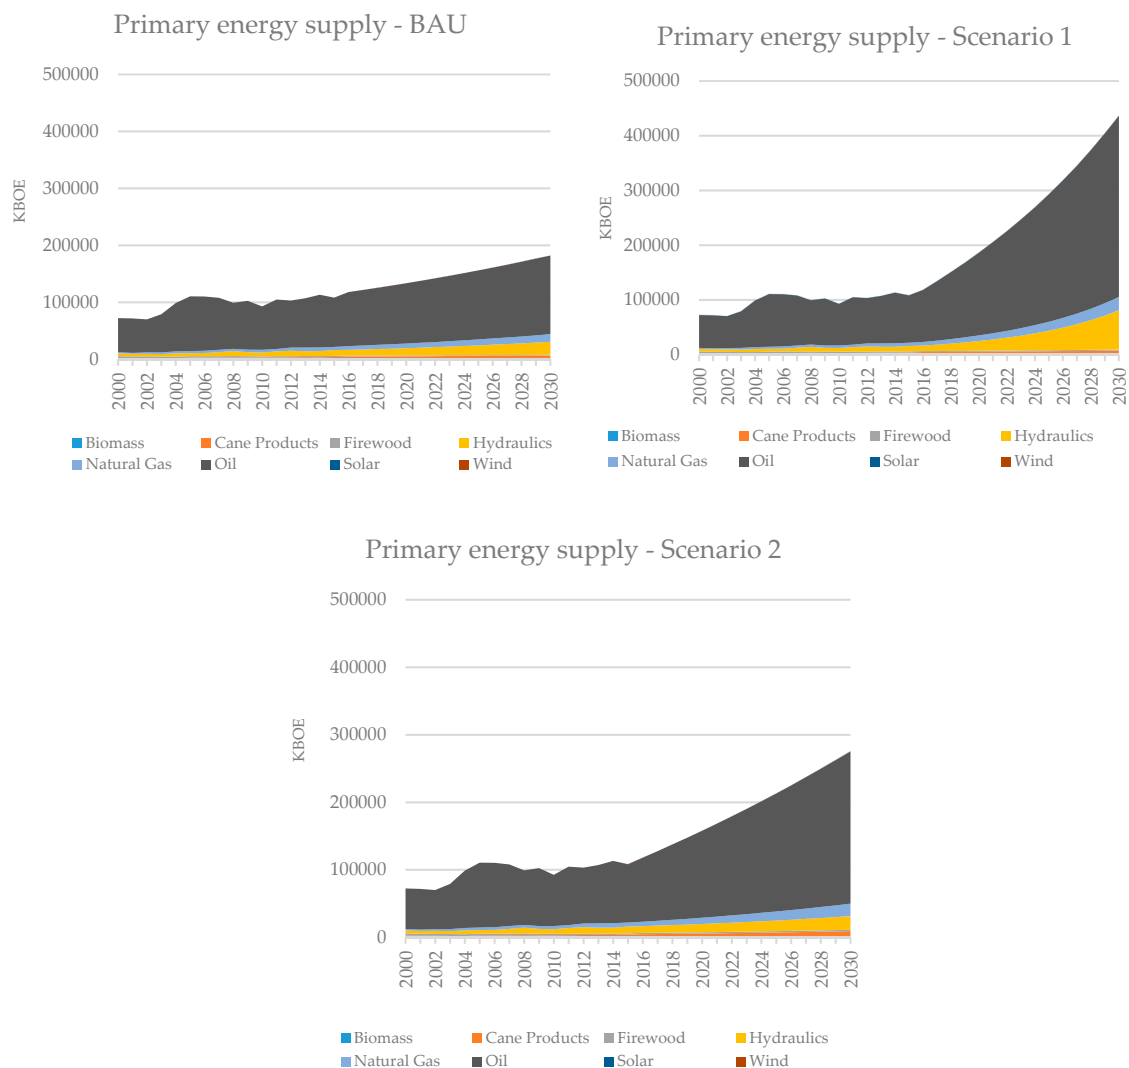 Primary energy supply - BAU
500000
400000
300000
200000
100000
0
KBOE
2000 2002 2004 2006 2008 2010 2012 2014 2016 2018 2020 2022 2024 2026 2028 2030
Biomass Cane Products Firewood Hydraulics
Natural Gas Oil Solar Wind
Primary energy supply - Scenario 1
500000
400000
300000
200000
100000
0
KBOE
2000 2002 2004 2006 2008 2010 2012 2014 2016 2018 2020 2022 2024 2026 2028 2030
Biomass Cane Products Firewood Hydraulics
Natural Gas Oil Solar Wind
Primary energy supply - Scenario 2
500000
400000
300000
200000
100000
0
KBOE
2000 2002 2004 2006 2008 2010 2012 2014 2016 2018 2020 2022 2024 2026 2028 2030
Biomass Cane Products Firewood Hydraulics
Natural Gas Oil Solar Wind